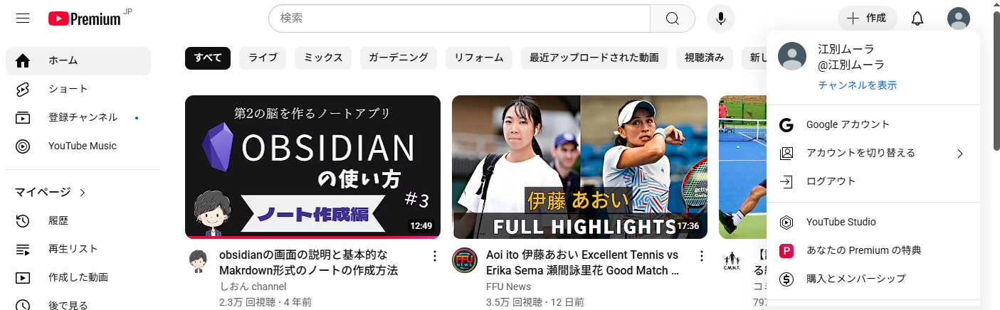 Premium JP
検索
作成
ホーム
ショート
登録チャンネル
YouTube Music
マイページ
履歴
再生リスト
作成した動画
後で見る
すべて
ライブ
ミックス
ガーデニング
リフォーム
最近アップロードされた動画
視聴済み
新し
第2の脳を作るノートアプリ
OBSIDIAN
の使い方
#3
ノート作成編
12:49
obsidianの画面の説明と基本的な
Makrdown形式のノートの作成方法
しおん channel
2.3万 回視聴・4 年前
伊藤 あおい
FULL HIGHLIGHTS
17:36
FFU
NEWS
Aoi ito 伊藤あおい Excellent Tennis vs
Erika Sema 瀬間詠里花 Good Match ...
FFU News
3.5万 回視聴・12 日前
C.M.N.T.
る
コミ
797
江別ムーラ
@江別ムーラ
チャンネルを表示
Google アカウント
アカウントを切り替える
ログアウト
YouTube Studio
P あなたの Premium の特典
購入とメンバーシップ